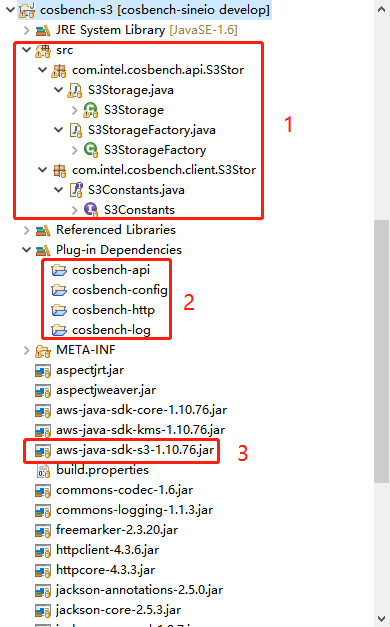 cosbench-s3 [cosbench-sineio develop]
JRE System Library [JavaSE-1.6]
src
com.intel.cosbench.api.S3Stor
S3Storage.java
S3Storage
1
S3StorageFactory.java
S3StorageFactory
com.intel.cosbench.client.S3Stor
S3Constants.java
S3Constants
Referenced Libraries
Plug-in Dependencies
cosbench-api
cosbench-config
2
cosbench-http
cosbench-log
META-INF
aspectjrt.jar
aspectjweaver.jar
aws-java-sdk-core-1.10.76.jar
aws-java-sdk-kms-1.10.76.jar
aws-java-sdk-s3-1.10.76.jar
3
build.properties
commons-codec-1.6.jar
commons-logging-1.1.3.jar
freemarker-2.3.20.jar
httpclient-4.3.6.jar
httpcore-4.3.3.jar
jackson-annotations-2.5.0.jar
jackson-core-2.5.3.jar